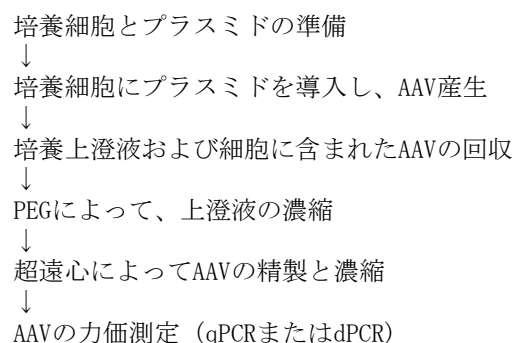 培養細胞とプラスミドの準備
↓
培養細胞にプラスミドを導入し、AAV産生
↓
培養上澄液および細胞に含まれたAAVの回収
↓
PEGによって、上澄液の濃縮
↓
超遠心によってAAVの精製と濃縮
↓
AAVの力価測定（qPCRまたはdPCR）